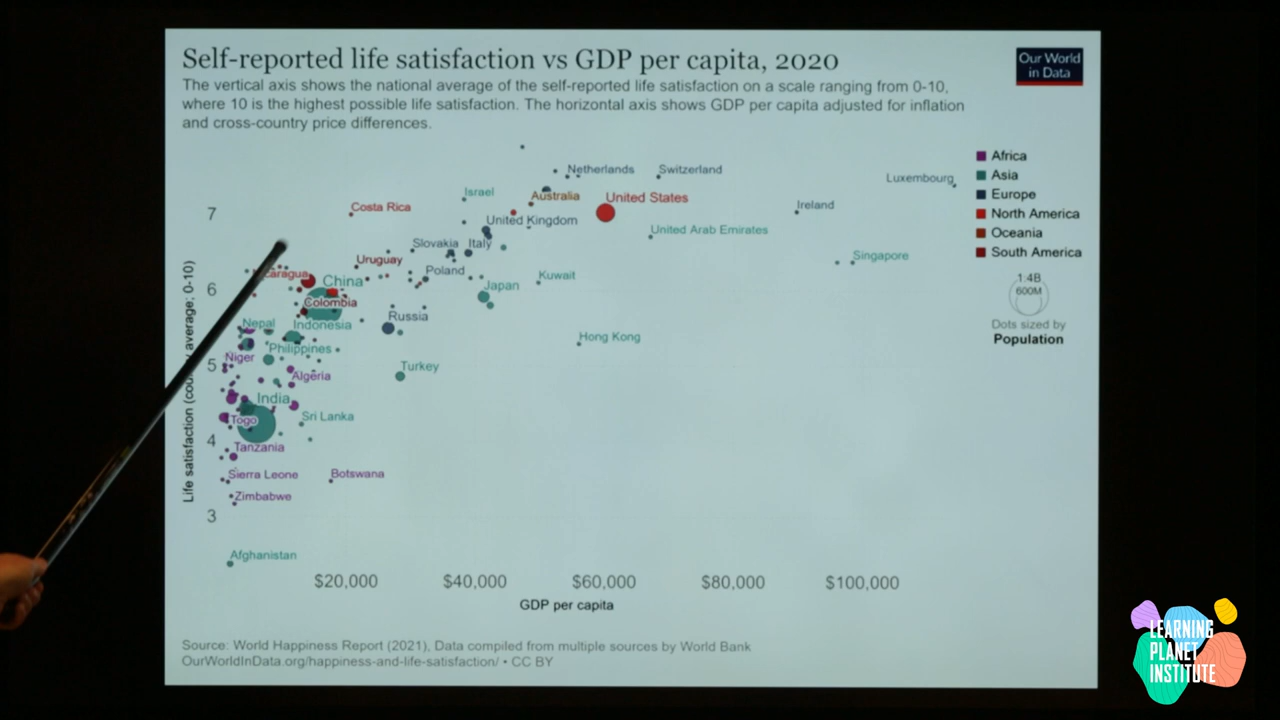 Self-reported life satisfaction vs GDP per capita, 2020
Our World
in Data
The vertical axis shows the national average of the self-reported life satisfaction on a scale ranging from 0-10,
where 10 is the highest possible life satisfaction. The horizontal axis shows GDP per capita adjusted for inflation
and cross-country price differences.
Africa
Asia
Europe
North America
Oceania
South America
1:4B
600M
Dots sized by
Population
Netherlands
Switzerland
Luxembourg
Israel
Australia
United States
Costa Rica
Ireland
7
United Kingdom
United Arab Emirates
Slovakia
Italy
Uruguay
Singapore
Poland
China
Kuwait
6
Japan
Colombia
Russia
Nepal
Indonesia
Hong Kong
Philippines
Niger
5
Turkey
Algeria
India
Togo
Sri Lanka
4
Tanzania
Sierra Leone
Botswana
Zimbabwe
3
Afghanistan
Life satisfaction average; 0-10)
$20,000
$40,000
$60,000
$80,000
$100,000
GDP per capita
Source: World Happiness Report (2021), Data compiled from multiple sources by World Bank
OurWorldInData.org/happiness-and-life-satisfaction/ • CC BY
LEARNING
PLANET
INSTITUTE